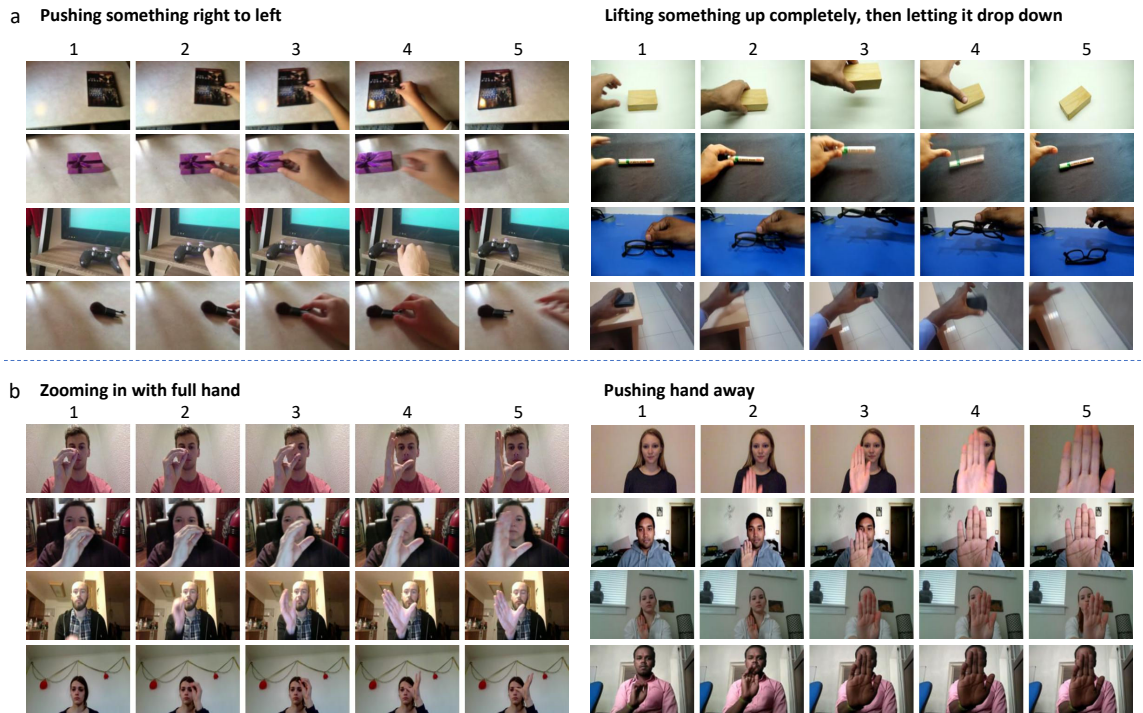 a Pushing something right to left
1 2 3 4 5
Lifting something up completely, then letting it drop down
1 2 3 4 5
b Zooming in with full hand
1 2 3 4 5
Pushing hand away
1 2 3 4 5